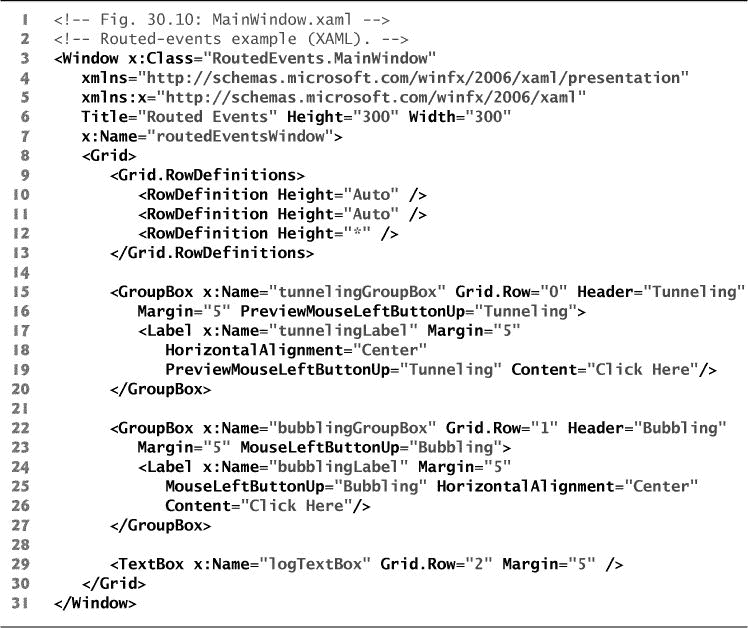 1 <!-- Fig. 30.10: MainWindow.xaml -->
2 <!-- Routed-events example (XAML). -->
3 <Window x:Class="RoutedEvents.MainWindow"
4    xmlns="http://schemas.microsoft.com/winfx/2006/xaml/presentation"
5    xmlns:x="http://schemas.microsoft.com/winfx/2006/xaml"
6    Title="Routed Events" Height="300" Width="300"
7    x:Name="routedEventsWindow">
8    <Grid>
9       <Grid.RowDefinitions>
10          <RowDefinition Height="Auto" />
11          <RowDefinition Height="Auto" />
12          <RowDefinition Height="*" />
13       </Grid.RowDefinitions>
14
15       <GroupBox x:Name="tunnelingGroupBox" Grid.Row="0" Header="Tunneling"
16          Margin="5" PreviewMouseLeftButtonUp="Tunneling">
17          <Label x:Name="tunnelingLabel" Margin="5"
18             HorizontalAlignment="Center"
19             PreviewMouseLeftButtonUp="Tunneling" Content="Click Here"/>
20       </GroupBox>
21
22       <GroupBox x:Name="bubblingGroupBox" Grid.Row="1" Header="Bubbling"
23          Margin="5" MouseLeftButtonUp="Bubbling">
24          <Label x:Name="bubblingLabel" Margin="5"
25             MouseLeftButtonUp="Bubbling" HorizontalAlignment="Center"
26             Content="Click Here"/>
27       </GroupBox>
28
29       <TextBox x:Name="logTextBox" Grid.Row="2" Margin="5" />
30    </Grid>
31 </Window>